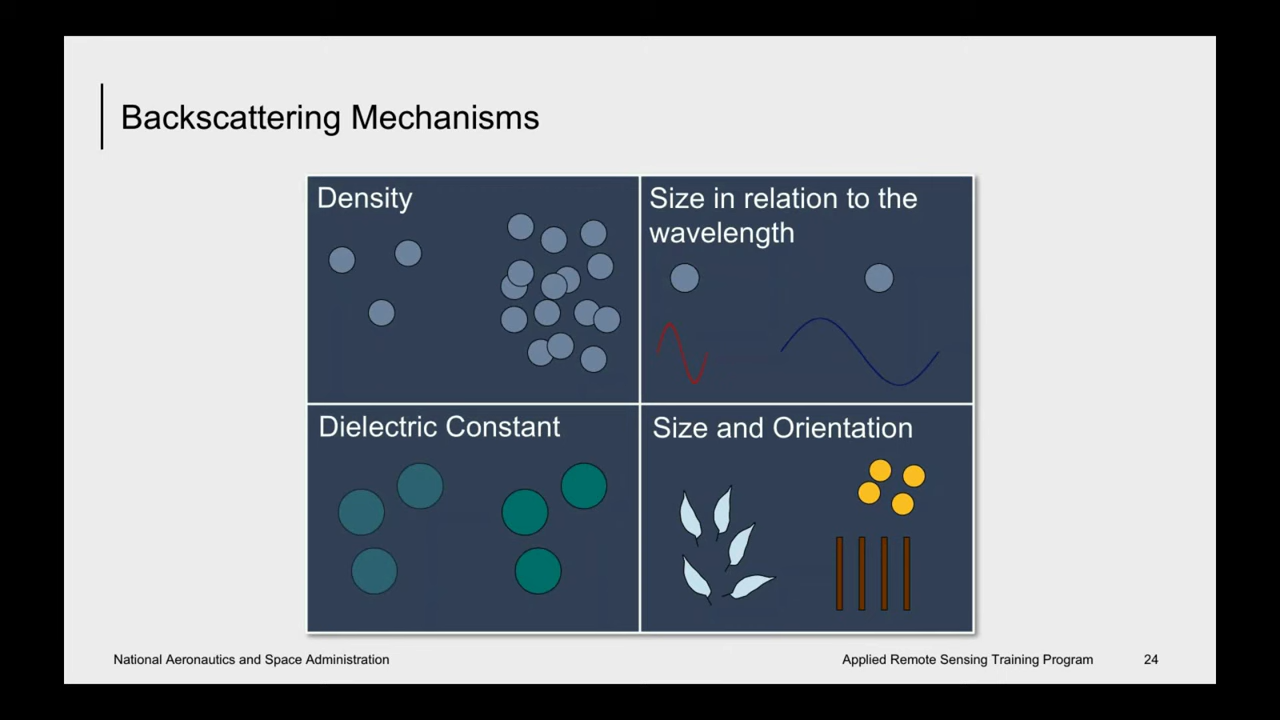 Backscattering Mechanisms
Density
Size in relation to the
wavelength
Dielectric Constant
Size and Orientation
National Aeronautics and Space Administration
Applied Remote Sensing Training Program
24